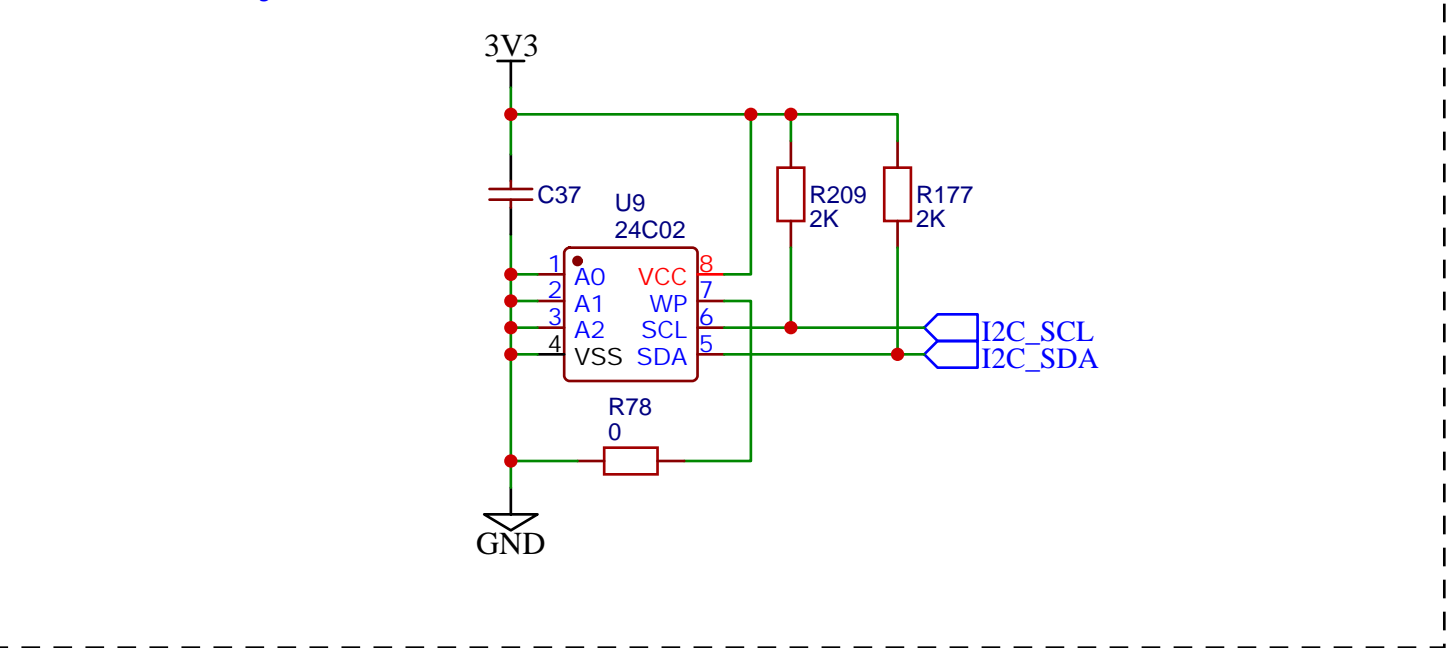 3V3
C37
U9
24C02
R209
2K
R177
2K
1 A0 VCC 8
2 A1 WP 7
3 A2 SCL 6
4 VSS SDA 5
I2C_SCL
I2C_SDA
R78
0
GND